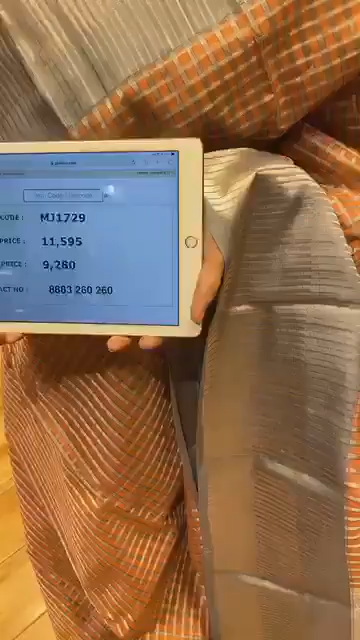 CODE : MJ1729
PRICE : 11,595
PRICE : 9,280
ACT NO : 8883 260 260